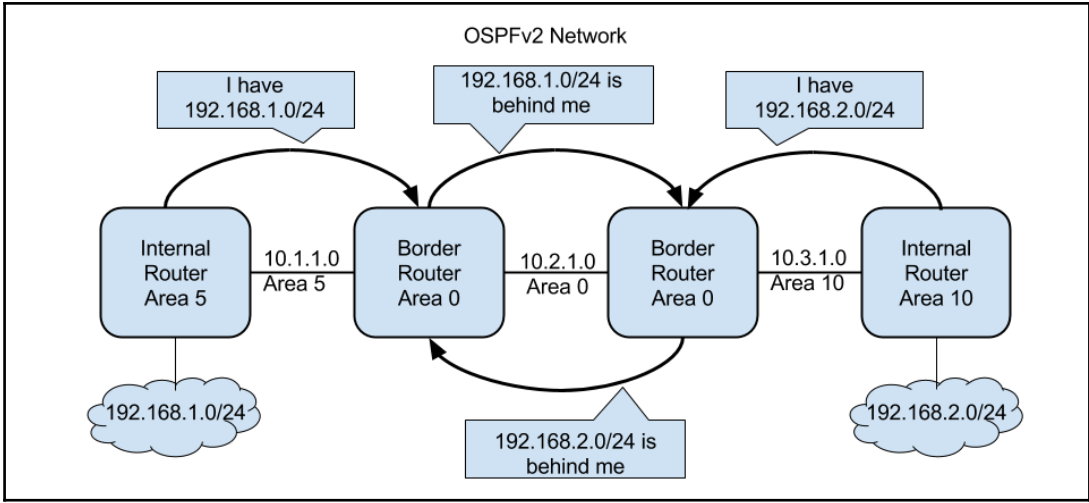 OSPFv2 Network
I have
192.168.1.0/24
192.168.1.0/24 is
behind me
I have
192.168.2.0/24
Internal
Router
Area 5
10.1.1.0
Area 5
Border
Router
Area 0
10.2.1.0
Area 0
Border
Router
Area 0
10.3.1.0
Area 10
Internal
Router
Area 10
192.168.1.0/24
192.168.2.0/24 is
behind me
192.168.2.0/24